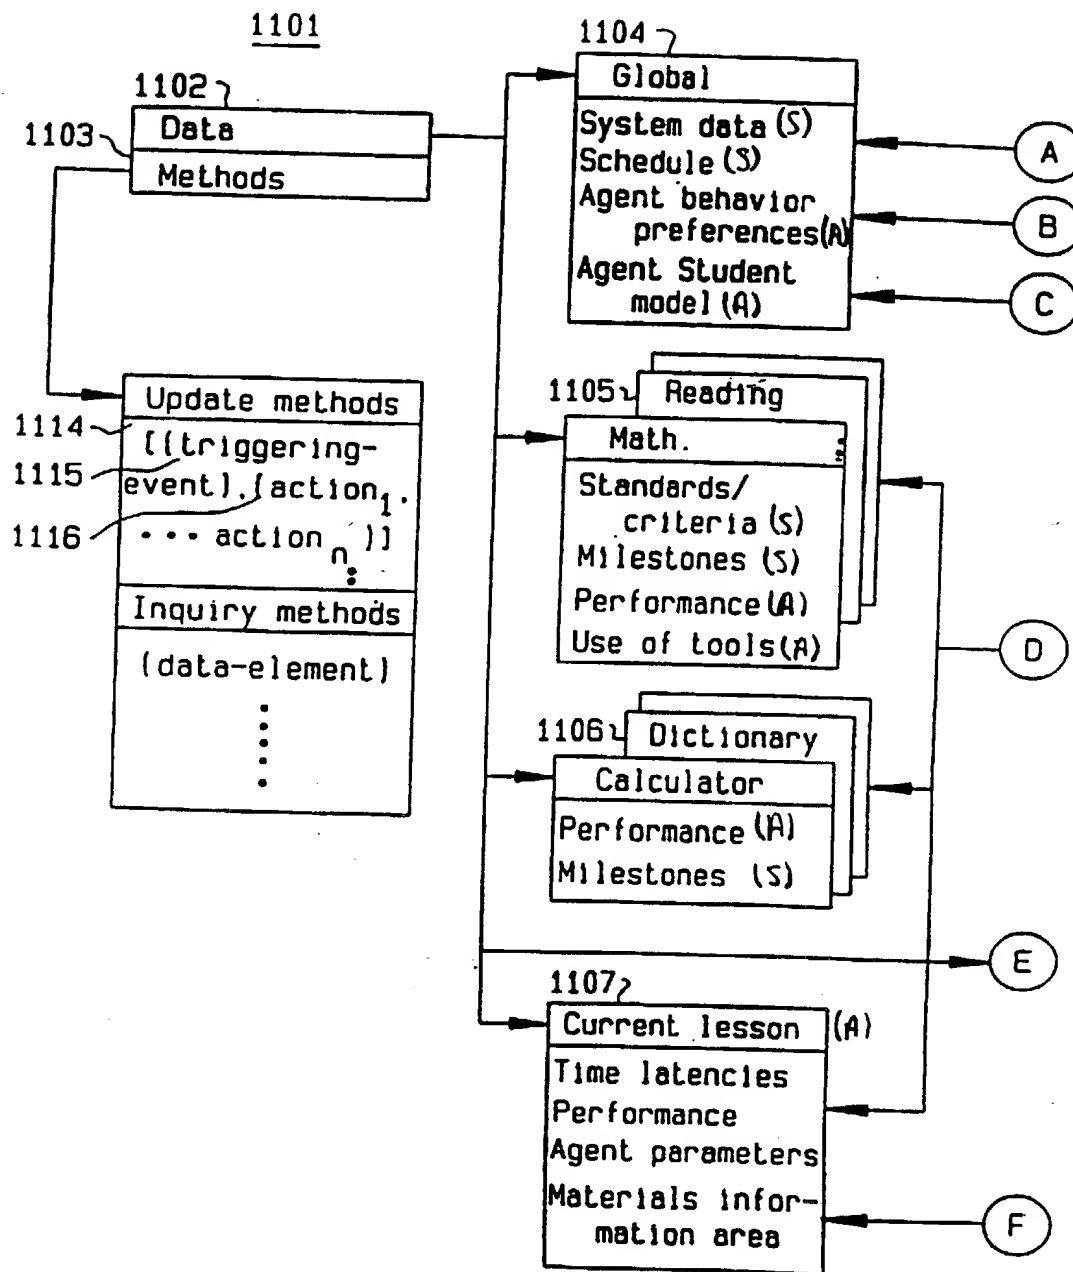 1101
1102
Data
1103
Methods
Update methods
1114
[({triggering-
1115
event}.{action1.
1116
••• action n )]]
Inquiry methods
(data-element)
1104
Global
System data (S)
Schedule (S)
Agent behavior
preferences (A)
Agent Student
model (A)
A
B
C
1105
Reading
Math.
Standards/
criteria (S)
Milestones (S)
Performance (A)
Use of tools (A)
D
1106
Dictionary
Calculator
Performance (A)
Milestones (S)
E
1107
Current lesson (A)
Time latencies
Performance
Agent parameters
Materials infor-
mation area
F